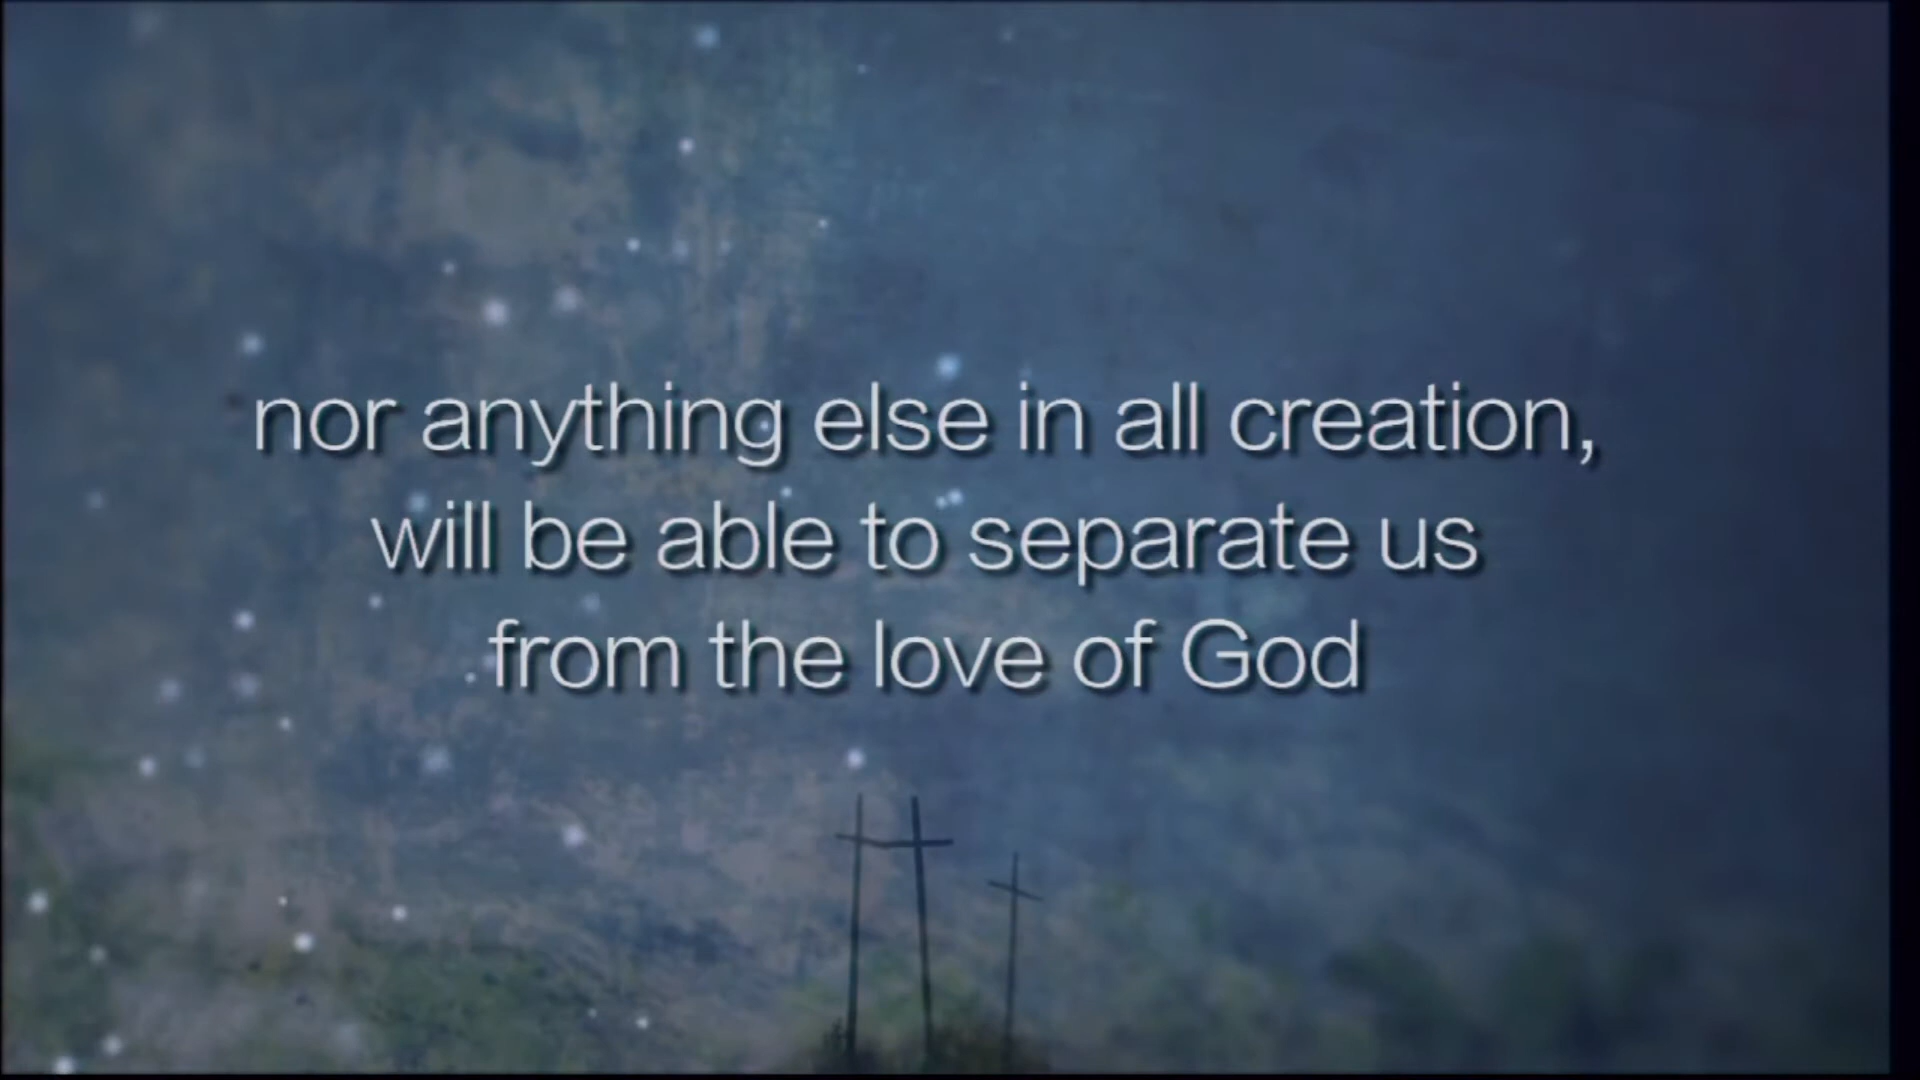 nor anything else in all creation,
will be able to separate us
from the love of God